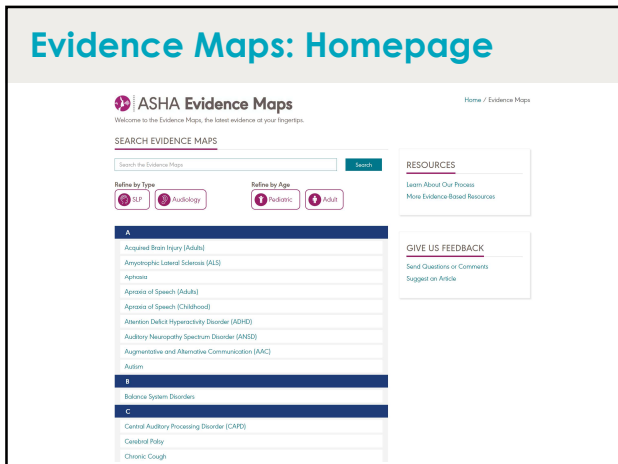 Evidence Maps: Homepage
ASHA Evidence Maps
Home / Evidence Maps
Welcome to the Evidence Maps, the latest evidence at your fingertips.
SEARCH EVIDENCE MAPS
Search the Evidence Maps
Search
Refine by Type
SLP
Audiology
Refine by Age
Pediatric
Adult
A
Acquired Brain Injury (Adults)
Amyotrophic Lateral Sclerosis (ALS)
Aphasia
Apraxia of Speech (Adults)
Apraxia of Speech (Childhood)
Attention Deficit Hyperactivity Disorder (ADHD)
Auditory Neuropathy Spectrum Disorder (ANSD)
Augmentative and Alternative Communication (AAC)
Autism
B
Balance System Disorders
C
Central Auditory Processing Disorder (CAPD)
Cerebral Palsy
Chronic Cough
RESOURCES
Learn About Our Process
More Evidence-Based Resources
GIVE US FEEDBACK
Send Questions or Comments
Suggest an Article